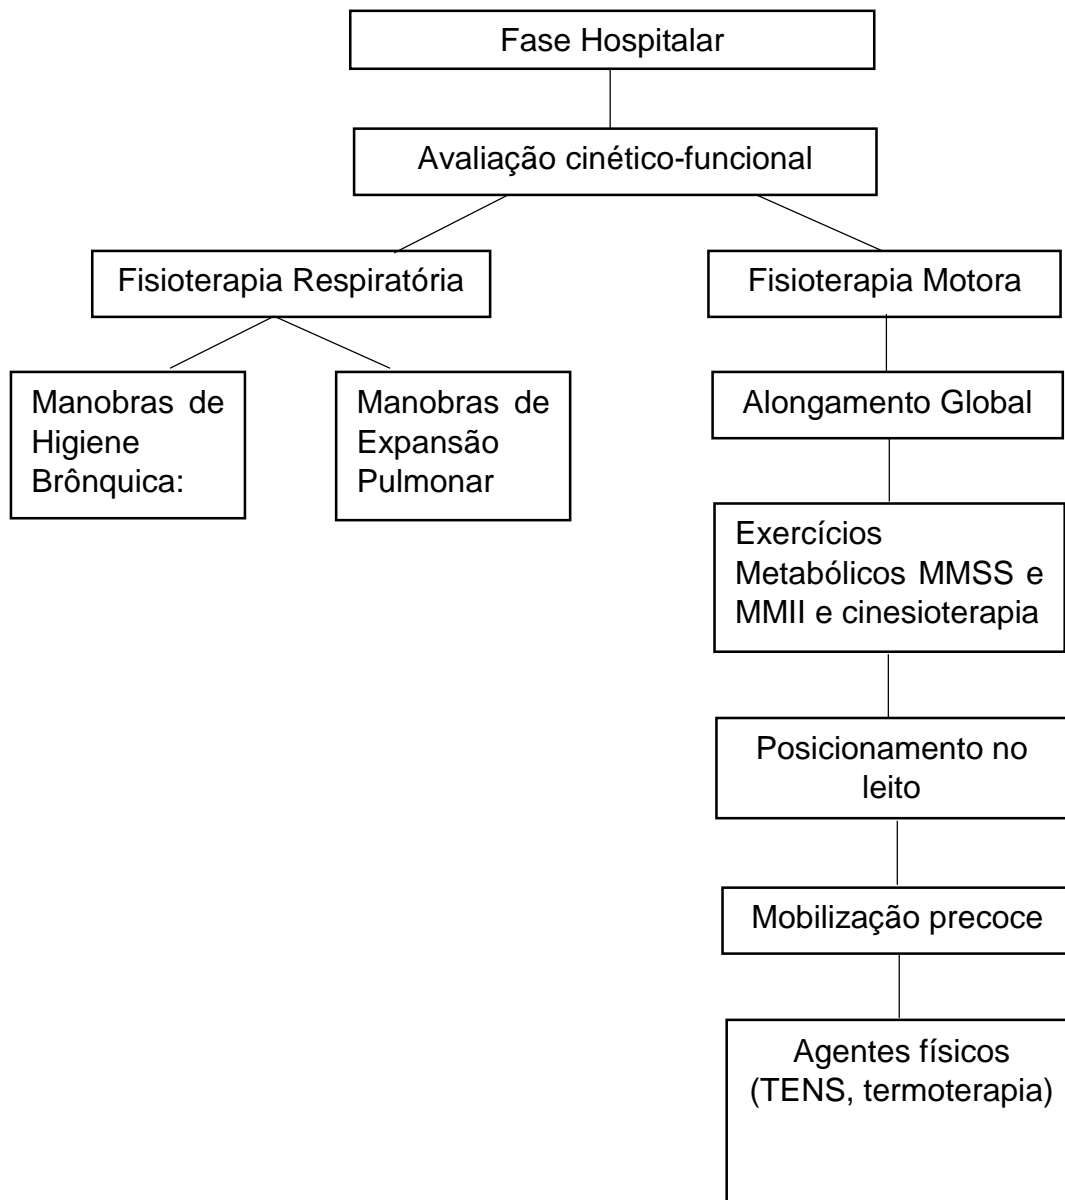 Fase Hospitalar
Avaliação cinético-funcional
Fisioterapia Respiratória
Fisioterapia Motora
Manobras de
Higiene
Brônquica:
Manobras de
Expansão
Pulmonar
Alongamento Global
Exercícios
Metabólicos MMSS e
MMII e cinesioterapia
Posicionamento no
leito
Mobilização precoce
Agentes físicos
(TENS, termoterapia)